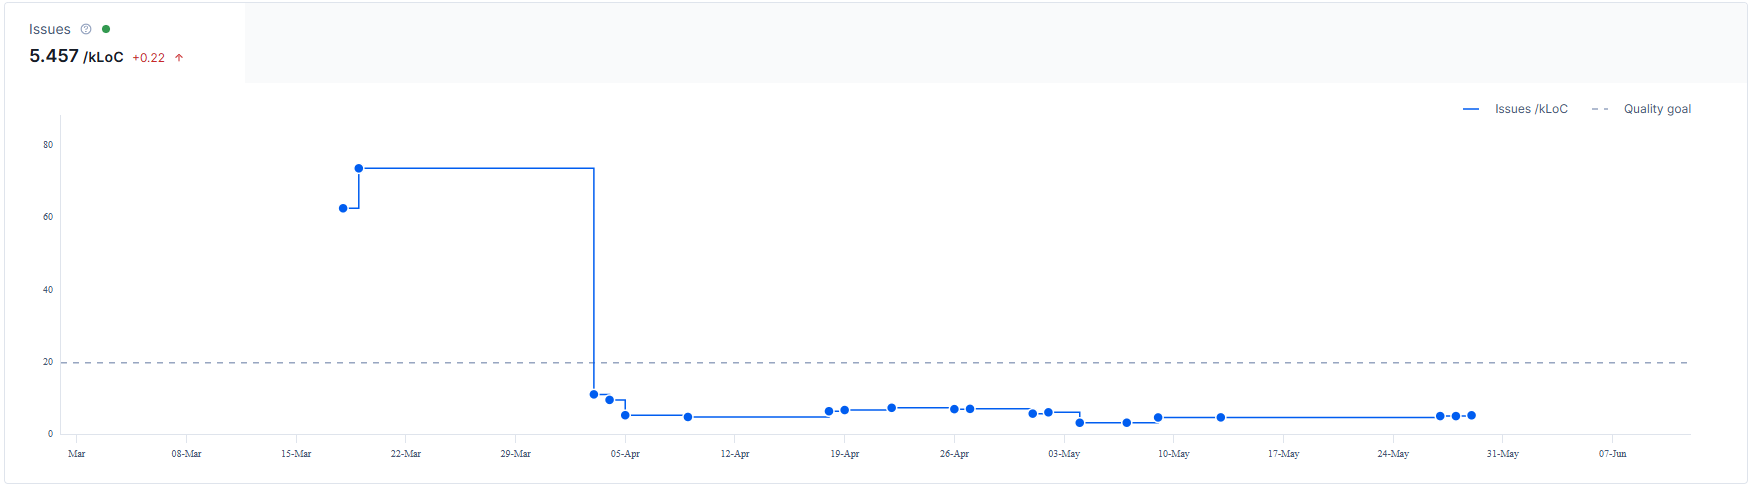 Issues
5.457 /kLoC +0.22
Issues /kLoC Quality goal
80
60
40
20
0
Mar 08-Mar 15-Mar 22-Mar 29-Mar 05-Apr 12-Apr 19-Apr 26-Apr 03-May 10-May 17-May 24-May 31-May 07-Jun